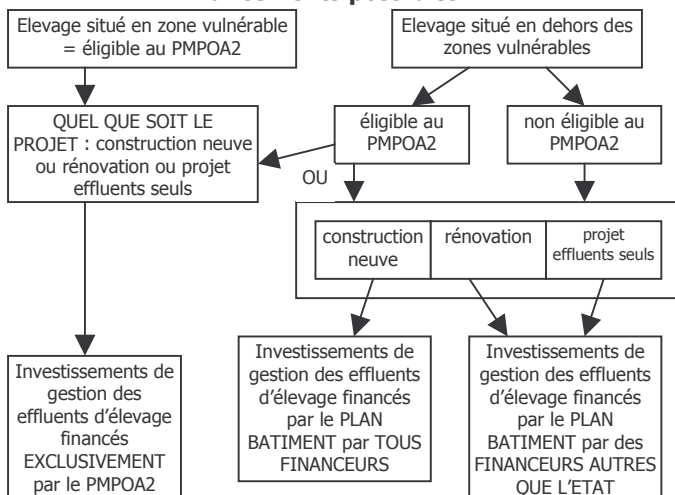 Elevage situé en zone vulnérable
= éligible au PMPOA2
Elevage situé en dehors des
zones vulnérables
QUEL QUE SOIT LE
PROJET : construction neuve
ou rénovation ou projet
effluents seuls
éligible au
PMPOA2
non éligible au
PMPOA2
OU
construction
neuve
rénovation
projet
effluents seuls
Investissements de
gestion des
effluents d'élevage
financés
EXCLUSIVEMENT
par le PMPOA2
Investissements de
gestion des effluents
d'élevage financés
par le PLAN
BATIMENT par TOUS
FINANCEURS
Investissements de
gestion des effluents
d'élevage financés
par le PLAN
BATIMENT par des
FINANCEURS AUTRES
QUE L'ETAT